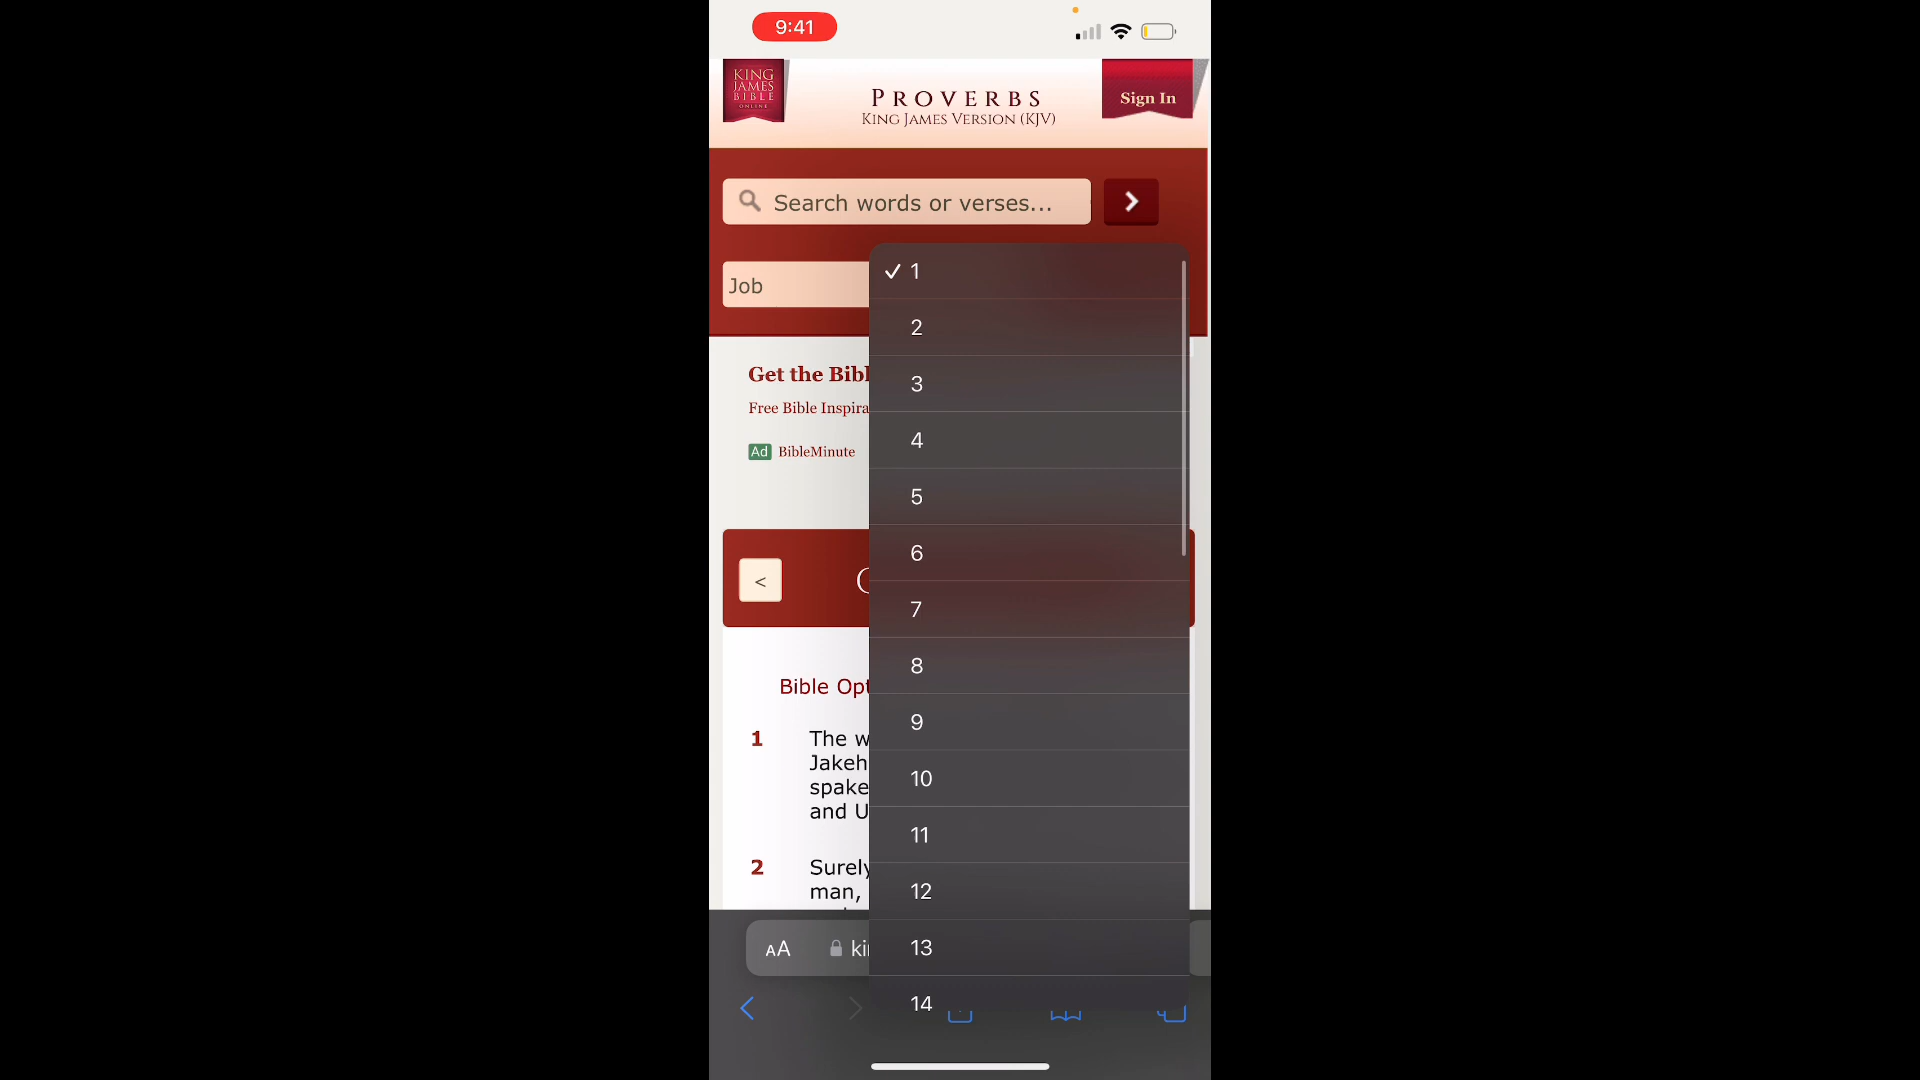 9:41
KING
JAMES
BIBLE
ONLINE
PROVERBS
KING JAMES VERSION (KJV)
Sign In
Search words or verses...
Job
1
2
3
4
5
6
7
8
9
10
11
12
13
14
Get the Bibl
Free Bible Inspira
Ad BibleMinute
<
Bible Opt
1 The w
Jakeh
spake
and U
2 Surely
man,
AA ki